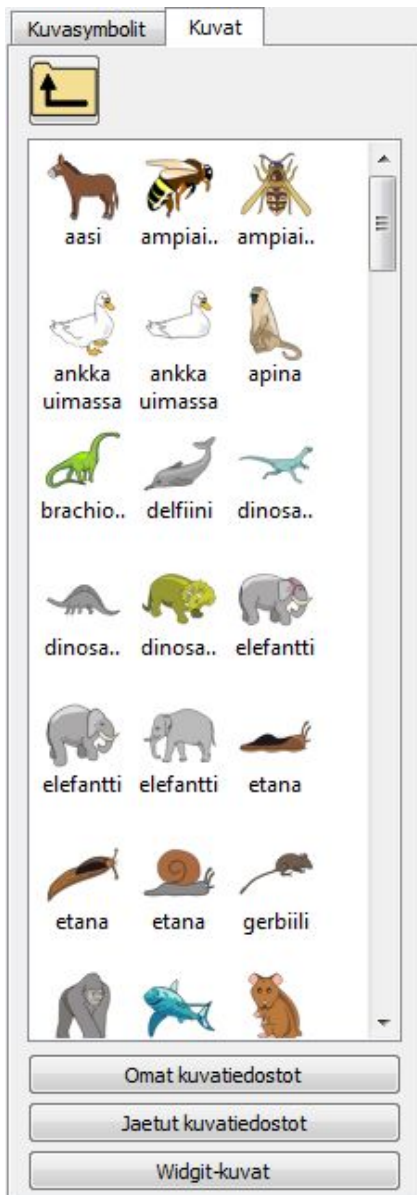 Kuvasymbolit Kuvat
aasi ampiai.. ampiai..
ankka ankka apina
uimassa uimassa
brachio.. delfiini dinosa..
dinosa.. dinosa.. elefantti
elefantti elefantti etana
etana etana gerbiili
Omat kuvatiedostot
Jaetut kuvatiedostot
Widgit-kuvat